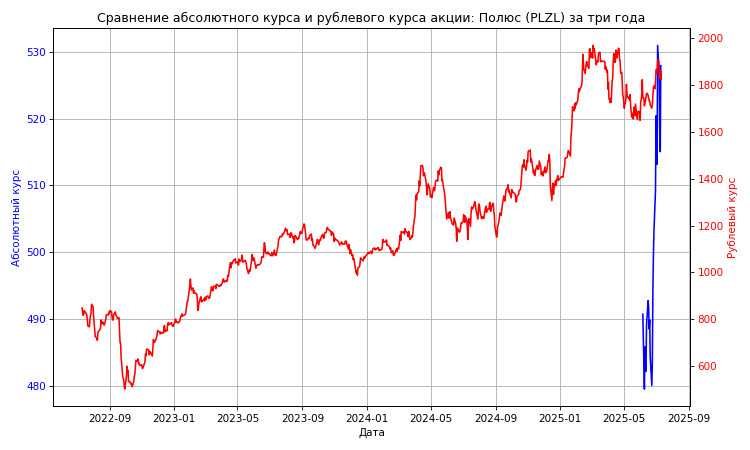 Сравнение абсолютного курса и рублевого курса акции: Полюс (PLZL) за три года
530
520
510
500
490
480
Абсолютный курс
2000
1800
1600
1400
1200
1000
800
600
Рублевый курс
2022-09 2023-01 2023-05 2023-09 2024-01 2024-05 2024-09 2025-01 2025-05 2025-09
Дата